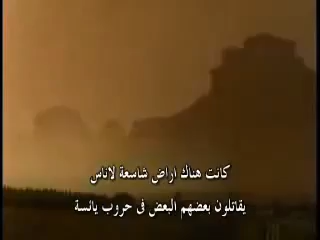 كانت هناك اراض شاسعة لاناس
يقاتلون بعضهم البعض فى حروب يائسة